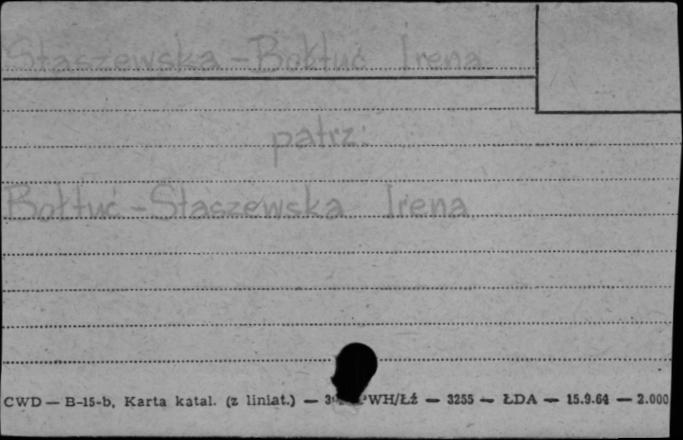 Staszewska-Bołtuć Irena
patrz:
Bołtuć-Staszewska Irena
CWD — B-15-b, Karta katal. (z liniat.) — WH/Łź — 3255 — ŁDA — 15.9.64 — 2.000